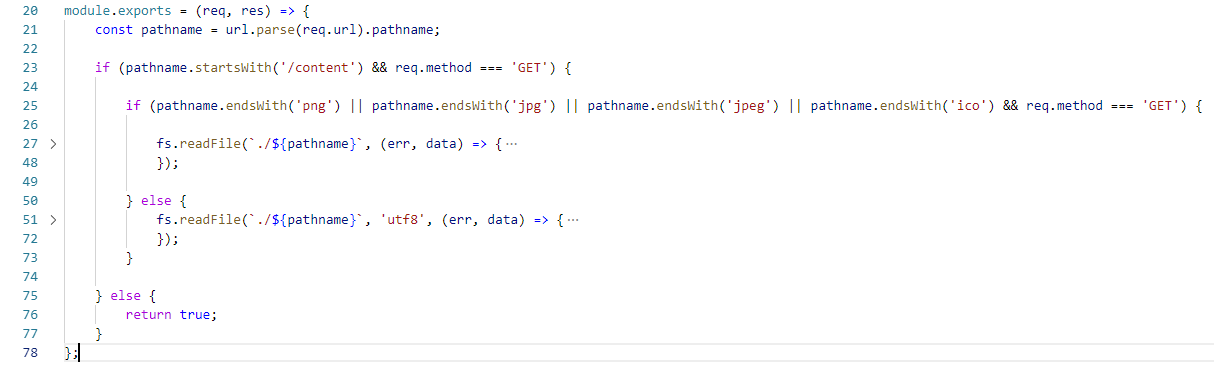 20 module.exports = (req, res) => {
21 const pathname = url.parse(req.url).pathname;
22
23 if (pathname.startsWith('/content') && req.method === 'GET') {
24
25 if (pathname.endsWith('png') || pathname.endsWith('jpg') || pathname.endsWith('jpeg') || pathname.endsWith('ico') && req.method === 'GET') {
26
27 fs.readFile(`./${pathname}`, (err, data) => { ···
48 });
49
50 } else {
51 fs.readFile(`./${pathname}`, 'utf8', (err, data) => { ···
72 });
73 }
74
75 } else {
76 return true;
77 }
78 };